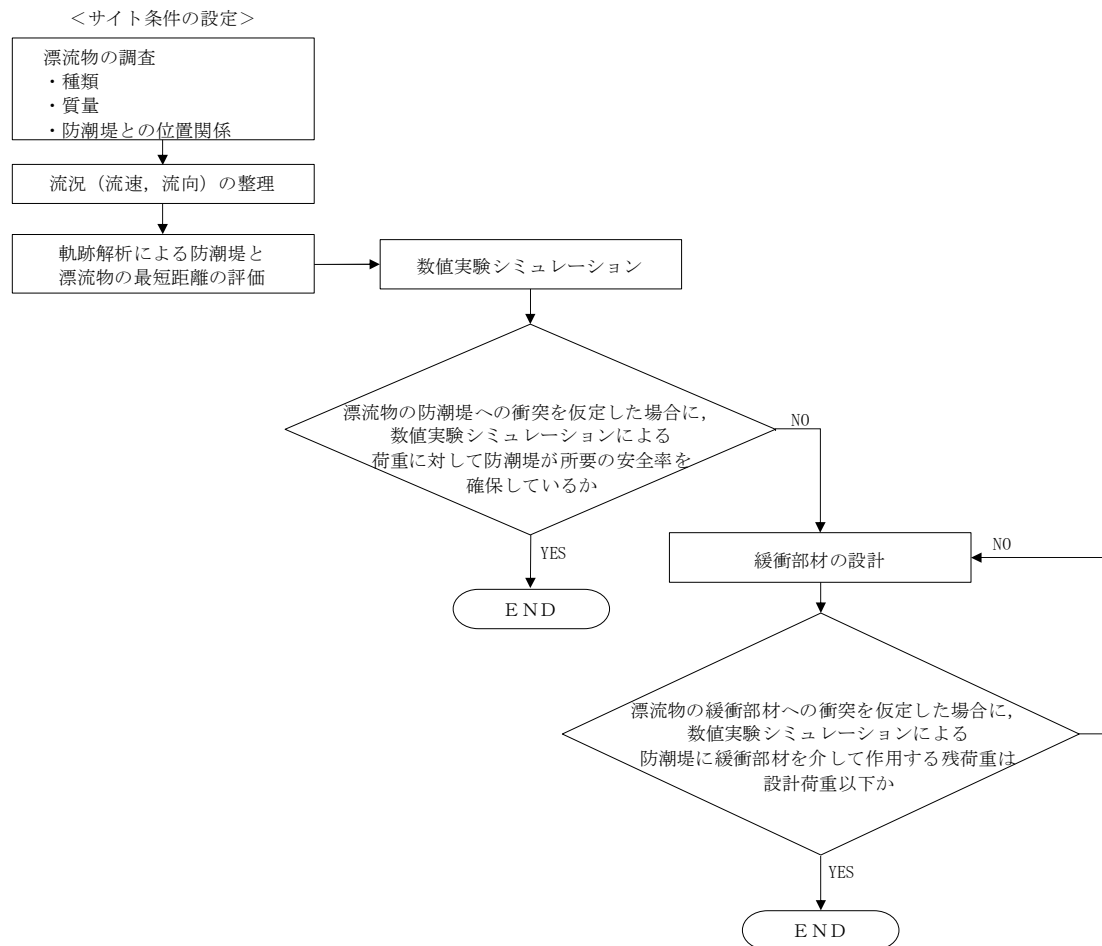 ＜サイト条件の設定＞
漂流物の調査
・種類
・質量
・防潮堤との位置関係
流況（流速，流向）の整理
軌跡解析による防潮堤と
漂流物の最短距離の評価
数値実験シミュレーション
漂流物の防潮堤への衝突を仮定した場合に，
数値実験シミュレーションによる
荷重に対して防潮堤が所要の安全率を
確保しているか
NO
YES
ＥＮＤ
緩衝部材の設計
NO
漂流物の緩衝部材への衝突を仮定した場合に，
数値実験シミュレーションによる
防潮堤に緩衝部材を介して作用する残荷重は
設計荷重以下か
YES
ＥＮＤ